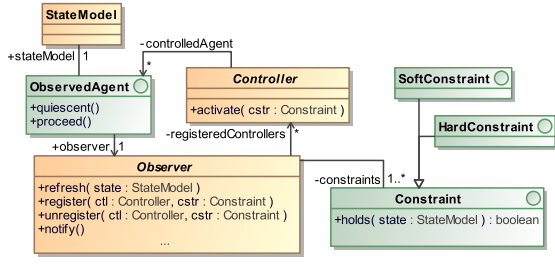 StateModel
+stateModel 1
-controlledAgent
*
ObservedAgent
+quiescent()
+proceed()
Controller
+activate( cstr : Constraint )
SoftConstraint
HardConstraint
+observer 1
-registeredControllers *
Observer
+refresh( state : StateModel )
+register( ctl : Controller, cstr : Constraint )
+unregister( ctl : Controller, cstr : Constraint )
+notify()
...
-constraints 1..*
Constraint
+holds( state : StateModel ) : boolean